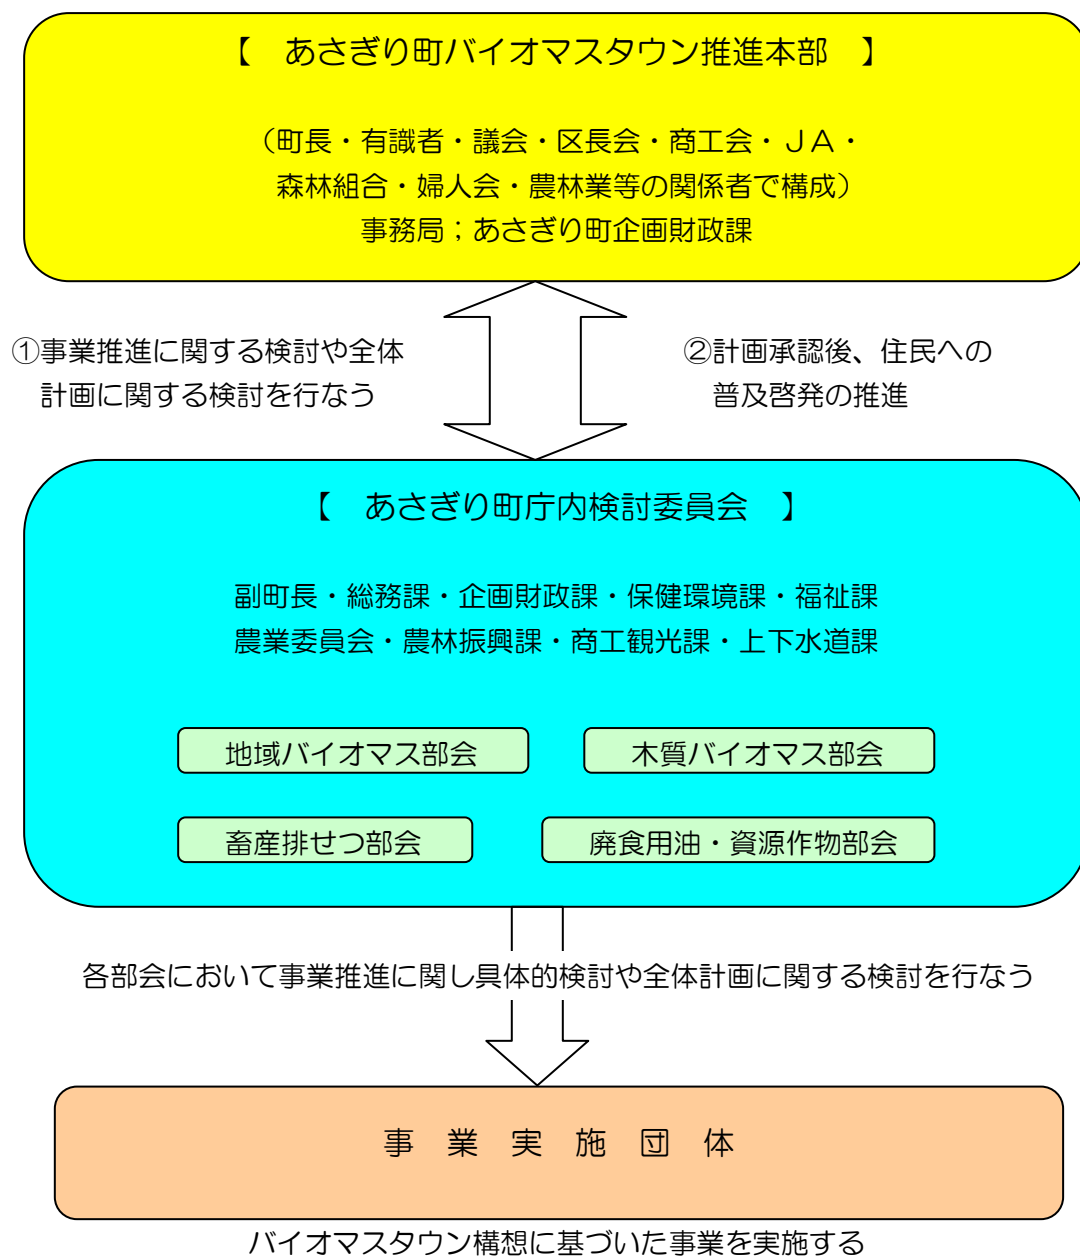 【　あさぎり町バイオマスタウン推進本部　】
（町長・有識者・議会・区長会・商工会・ＪＡ・
森林組合・婦人会・農林業等の関係者で構成）
事務局；あさぎり町企画財政課
①事業推進に関する検討や全体
計画に関する検討を行なう
②計画承認後、住民への
普及啓発の推進
【　あさぎり町庁内検討委員会　】
副町長・総務課・企画財政課・保健環境課・福祉課
農業委員会・農林振興課・商工観光課・上下水道課
地域バイオマス部会
木質バイオマス部会
畜産排せつ部会
廃食用油・資源作物部会
各部会において事業推進に関し具体的検討や全体計画に関する検討を行なう
事　業　実　施　団　体
バイオマスタウン構想に基づいた事業を実施する